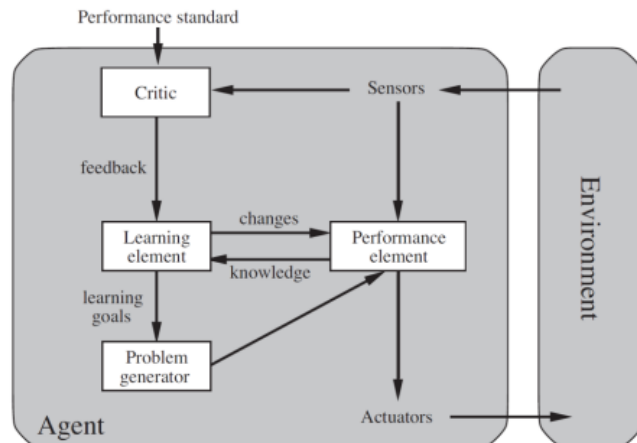 Performance standard
Critic
Sensors
feedback
changes
Learning
element
Performance
element
knowledge
learning
goals
Problem
generator
Agent
Actuators
Environment